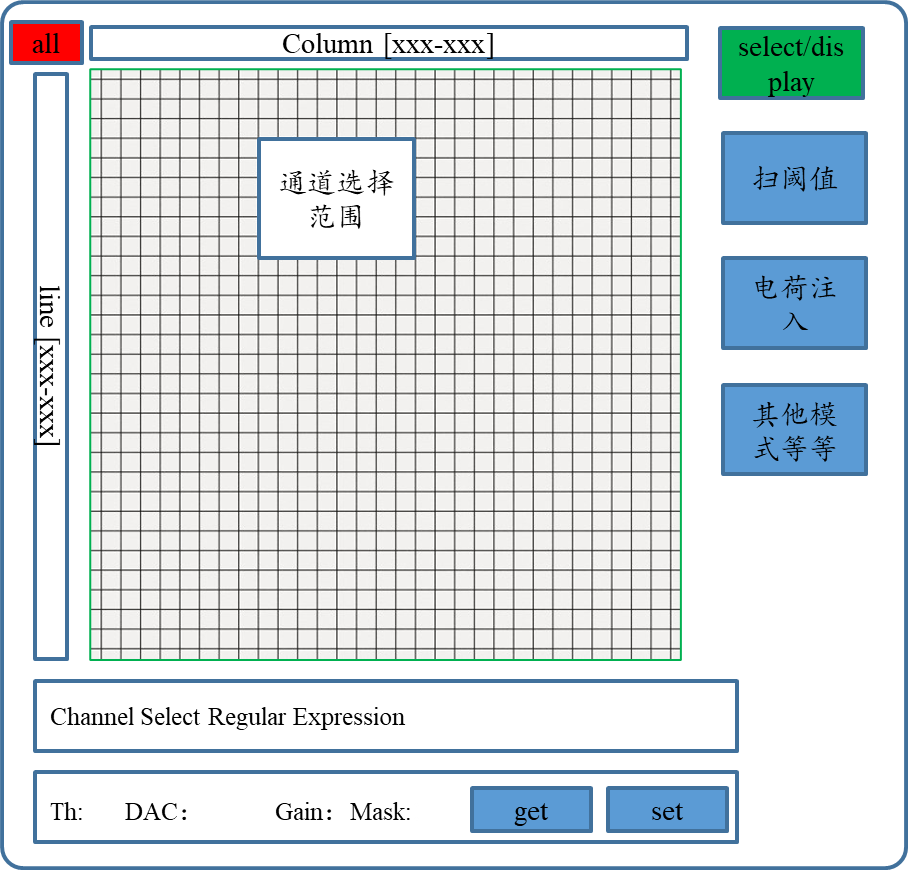 all
Column [xxx-xxx]
select/dis
play
通道选择
范围
扫阈值
line [xxx-xxx]
电荷注
入
其他模
式等等
Channel Select Regular Expression
Th: DAC： Gain：Mask:
get
set